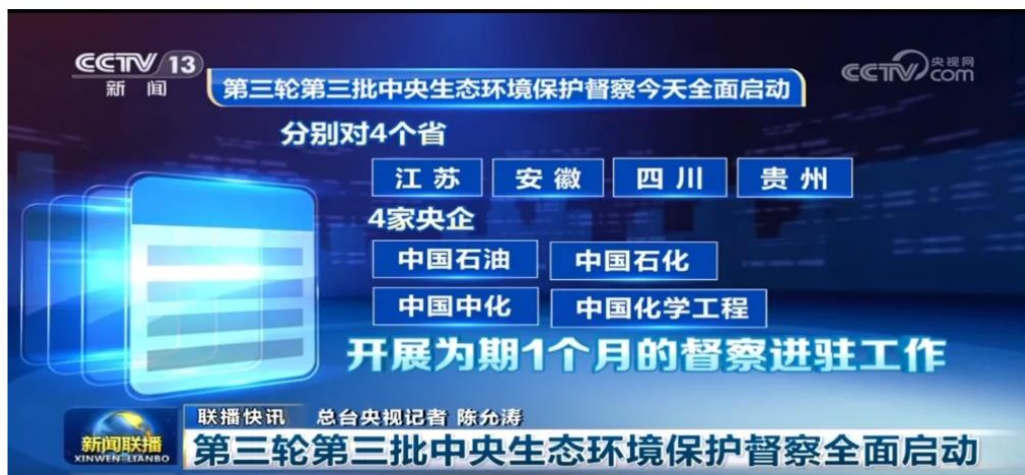 CCTV 13
新闻
央视网
CCTV com
第三轮第三批中央生态环境保护督察今天全面启动
分别对4个省
江苏 安徽 四川 贵州
4家央企
中国石油 中国石化
中国中化 中国化学工程
开展为期1个月的督察进驻工作
联播快讯 总台央视记者 陈允涛
新闻联播
XINWEN LIANBO
第三轮第三批中央生态环境保护督察全面启动